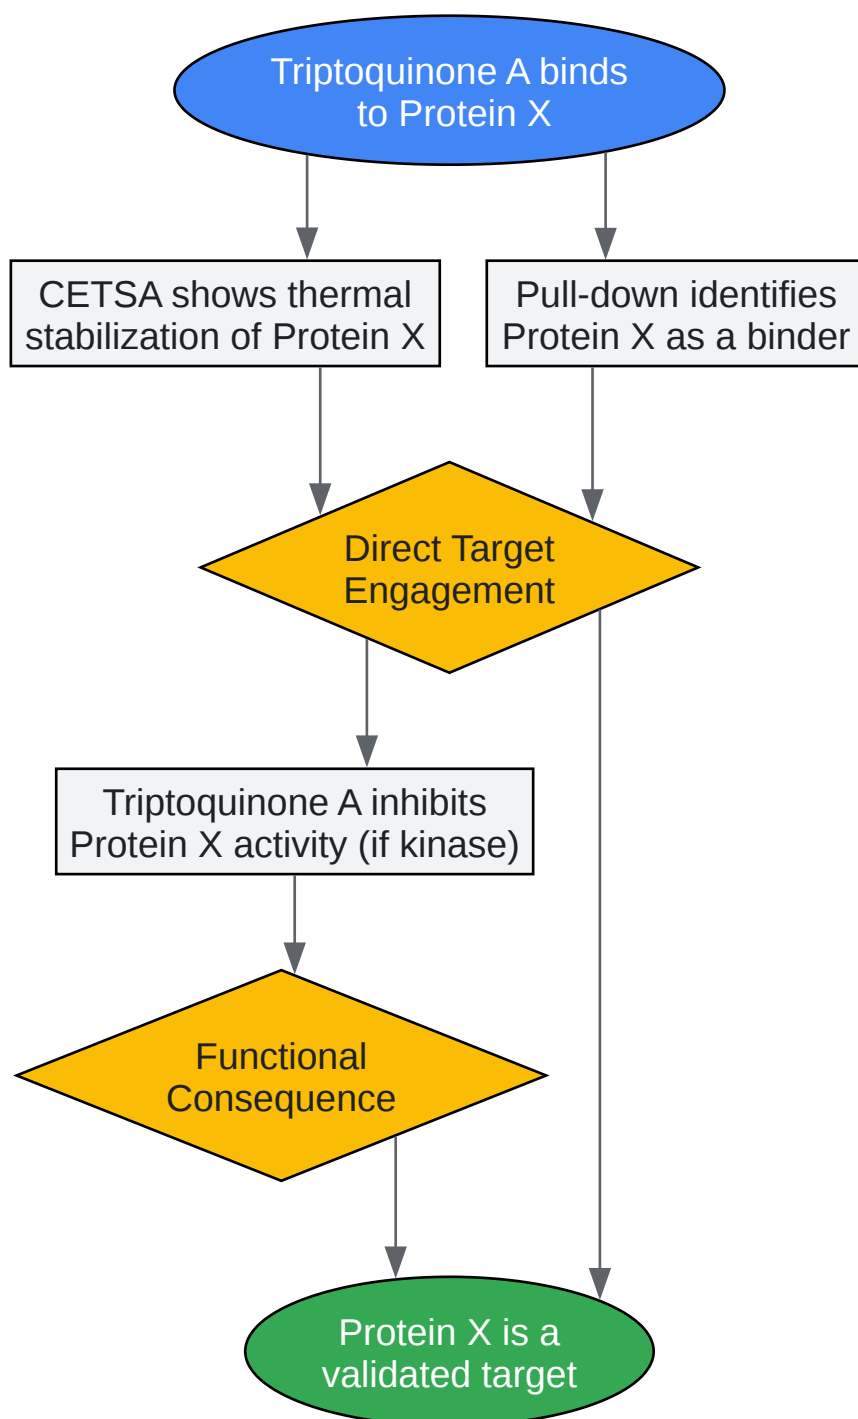 Triptoquinone A binds
to Protein X
CETSA shows thermal
stabilization of Protein X
Pull-down identifies
Protein X as a binder
Direct Target
Engagement
Triptoquinone A inhibits
Protein X activity (if kinase)
Functional
Consequence
Protein X is a
validated target